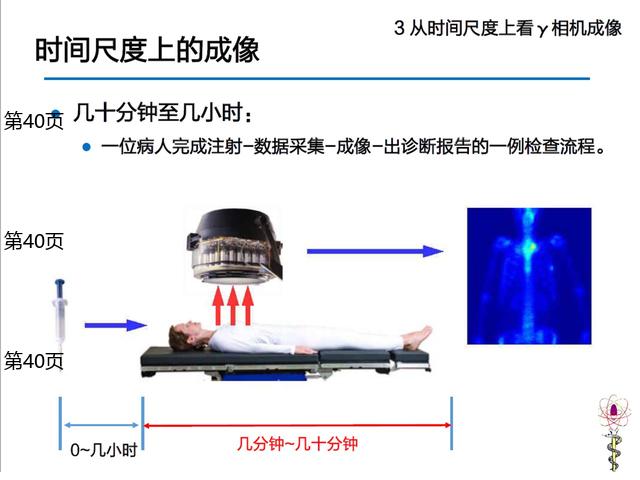 3 从时间尺度上看γ相机成像
时间尺度上的成像
几十分钟至几小时：
第40页
一位病人完成注射–数据采集–成像–出诊断报告的一例检查流程。
第40页
第40页
0~几小时
几分钟~几十分钟